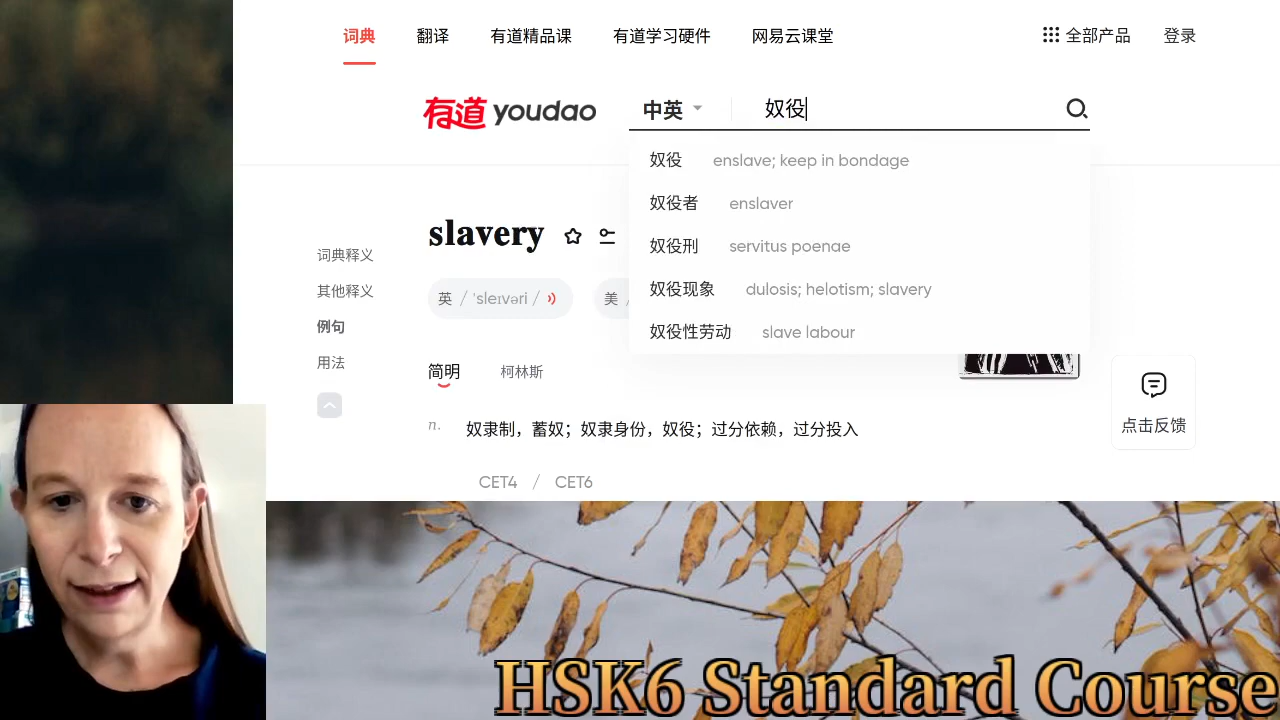 词典 翻译 有道精品课 有道学习硬件 网易云课堂 全部产品 登录
有道 youdao 中英 奴役
奴役 enslave; keep in bondage
奴役者 enslaver
奴役刑 servitus poenae
奴役现象 dulosis; helotism; slavery
奴役性劳动 slave labour
词典释义
其他释义
例句
用法
slavery
英 / ˈsleɪvəri / 美 /
简明 柯林斯
n. 奴隶制，蓄奴；奴隶身份，奴役；过分依赖，过分投入
CET4 / CET6
点击反馈
HSK6 Standard Course